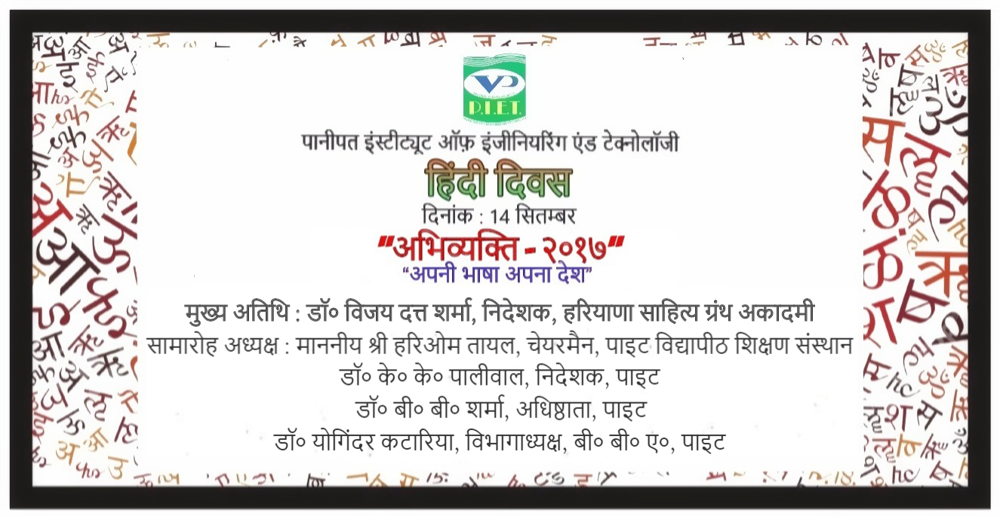 VP
P.I.E.T.
पानीपत इंस्टीट्यूट ऑफ़ इंजीनियरिंग एंड टेक्नोलॉजी
हिंदी दिवस
दिनांक : 14 सितम्बर
"अभिव्यक्ति - २०१७"
“अपनी भाषा अपना देश”
मुख्य अतिथि : डॉ० विजय दत्त शर्मा, निदेशक, हरियाणा साहित्य ग्रंथ अकादमी
सामारोह अध्यक्ष : माननीय श्री हरिओम तायल, चेयरमैन, पाइट विद्यापीठ शिक्षण संस्थान
डॉ० के० के० पालीवाल, निदेशक, पाइट
डॉ० बी० बी० शर्मा, अधिष्ठाता, पाइट
डॉ० योगिंदर कटारिया, विभागाध्यक्ष, बी० बी० ए०, पाइट